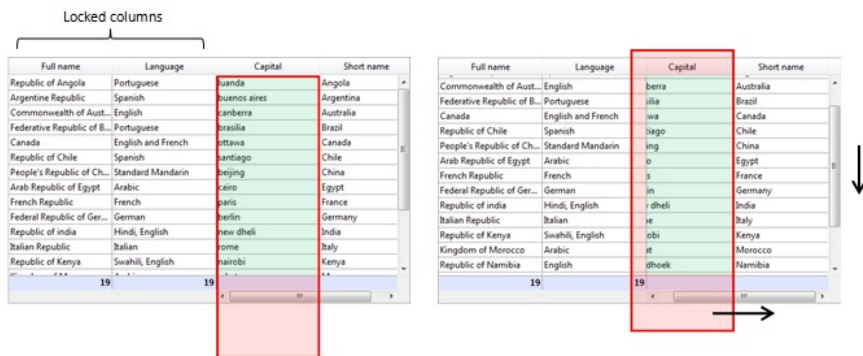 Locked columns
Full name Language Capital Short name
Republic of Angola Portuguese luanda Angola
Argentine Republic Spanish buenos aires Argentina
Commonwealth of Aust... English canberra Australia
Federative Republic of B... Portuguese brasilia Brazil
Canada English and French ottawa Canada
Republic of Chile Spanish santiago Chile
People's Republic of Ch... Standard Mandarin beijing China
Arab Republic of Egypt Arabic cairo Egypt
French Republic French paris France
Federal Republic of Ger... German berlin Germany
Republic of india Hindi, English new dheli India
Italian Republic Italian rome Italy
Republic of Kenya Swahili, English nairobi Kenya
19 19
Full name Language Capital Short name
Commonwealth of Aust... English berra Australia
Federative Republic of B... Portuguese ilia Brazil
Canada English and French wa Canada
Republic of Chile Spanish tiago Chile
People's Republic of Ch... Standard Mandarin ing China
Arab Republic of Egypt Arabic o Egypt
French Republic French s France
Federal Republic of Ger... German in Germany
Republic of india Hindi, English dheli India
Italian Republic Italian ne Italy
Republic of Kenya Swahili, English obi Kenya
Kingdom of Morocco Arabic at Morocco
Republic of Namibia English dhoek Namibia
19 19